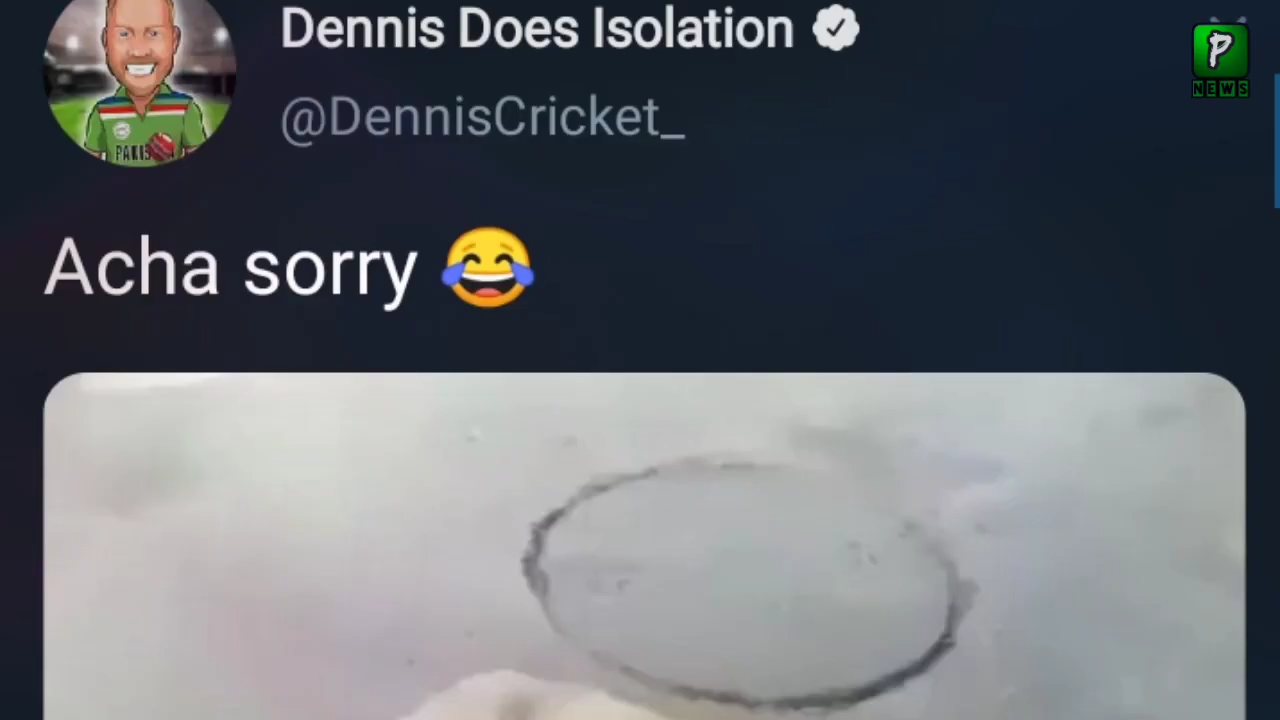 Dennis Does Isolation
@DennisCricket_
P
NEWS
Acha sorry 😂